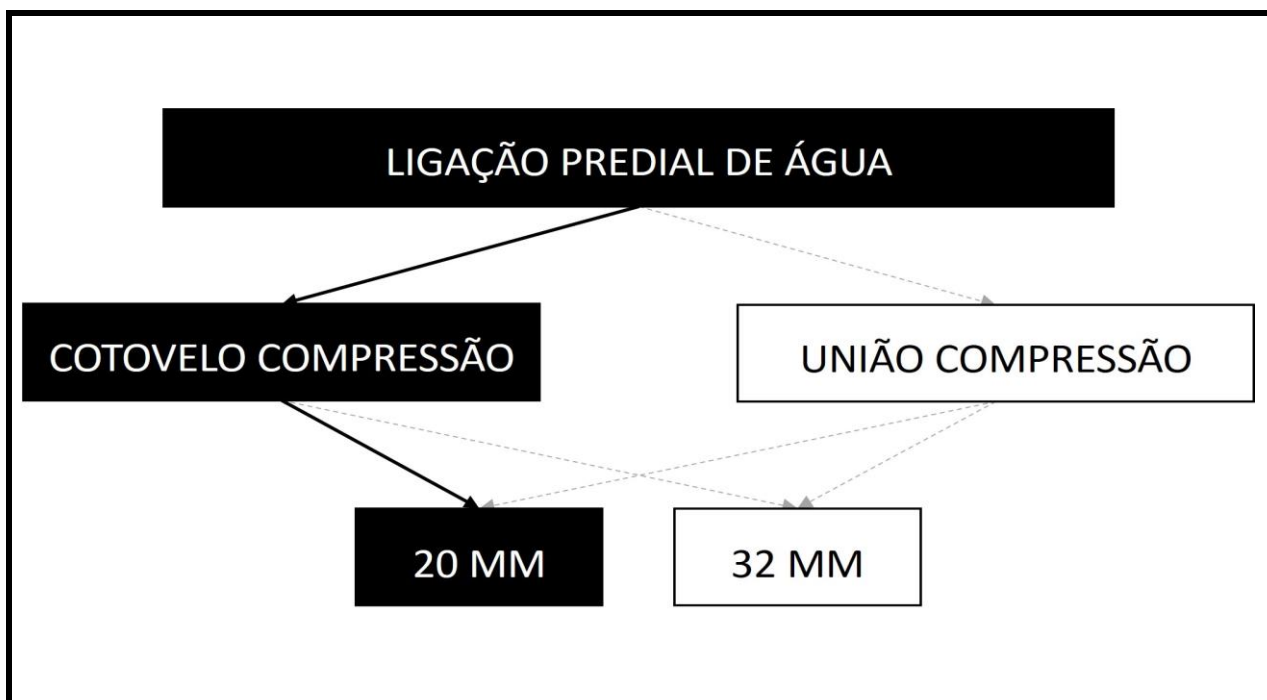 LIGAÇÃO PREDIAL DE ÁGUA
COTOVELO COMPRESSÃO
UNIÃO COMPRESSÃO
20 MM
32 MM